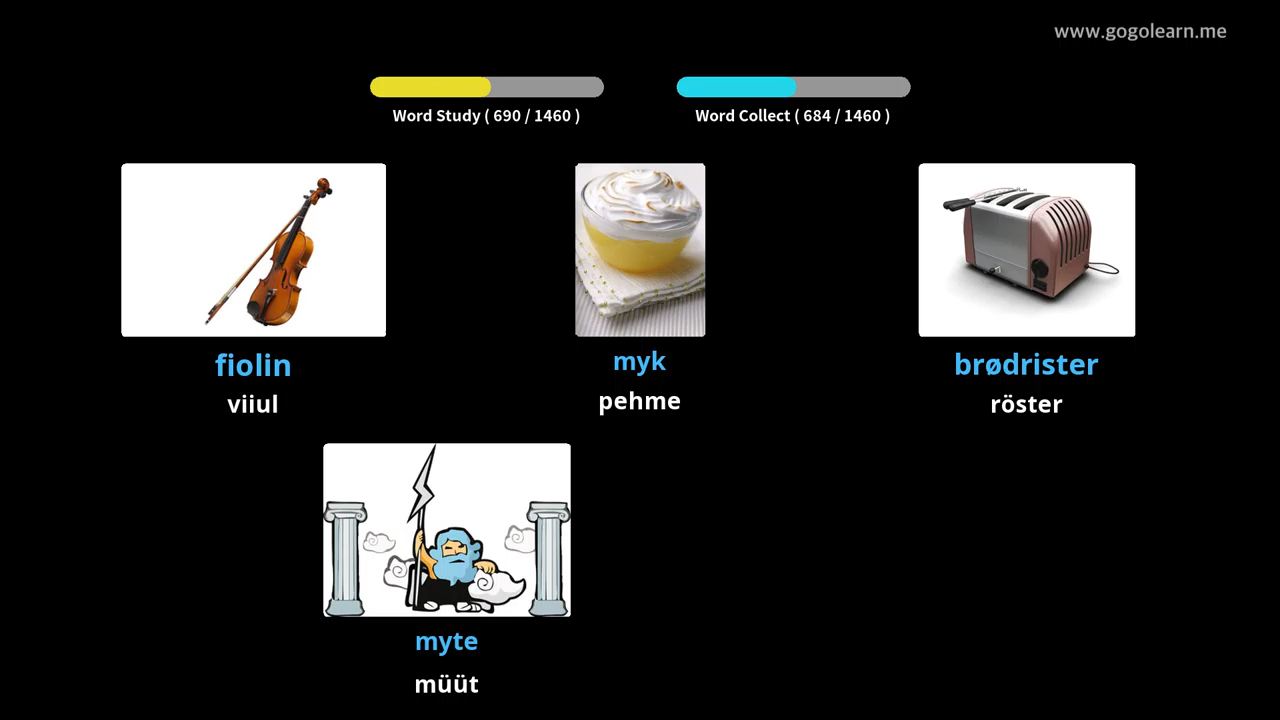 www.gogolearn.me
Word Study ( 690 / 1460 )
Word Collect ( 684 / 1460 )
fiolin
viiul
myk
pehme
brødrister
röster
myte
müüt